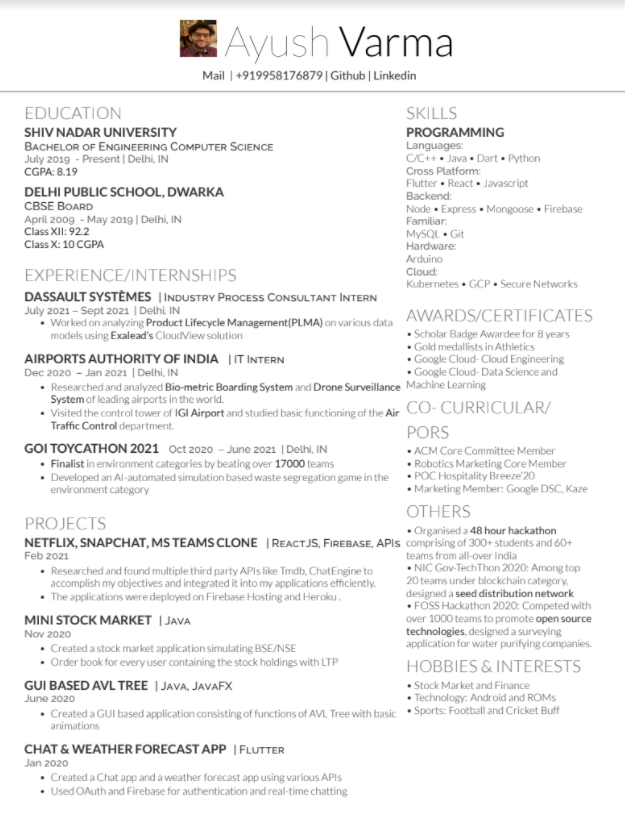 Ayush Varma
Mail | +919958176879 | Github | Linkedin
EDUCATION
SHIV NADAR UNIVERSITY
Bachelor of Engineering Computer Science
July 2019 - Present | Delhi, IN
CGPA: 8.19
DELHI PUBLIC SCHOOL, DWARKA
CBSE Board
April 2009 - May 2019 | Delhi, IN
Class XII: 92.2
Class X: 10 CGPA
EXPERIENCE/INTERNSHIPS
DASSAULT SYSTÈMES | Industry Process Consultant Intern
July 2021 – Sept 2021 | Delhi, IN
• Worked on analyzing Product Lifecycle Management(PLMA) on various data
models using Exalead's CloudView solution
AIRPORTS AUTHORITY OF INDIA | IT Intern
Dec 2020 – Jan 2021 | Delhi, IN
• Researched and analyzed Bio-metric Boarding System and Drone Surveillance
System of leading airports in the world.
• Visited the control tower of IGI Airport and studied basic functioning of the Air
Traffic Control department.
GOI TOYCATHON 2021 Oct 2020 – June 2021 | Delhi, IN
• Finalist in environment categories by beating over 17000 teams
• Developed an AI-automated simulation based waste segregation game in the
environment category
PROJECTS
NETFLIX, SNAPCHAT, MS TEAMS CLONE | ReactJS, Firebase, APIs
Feb 2021
• Researched and found multiple third party APIs like Tmdb, ChatEngine to
accomplish my objectives and integrated it into my applications efficiently.
• The applications were deployed on Firebase Hosting and Heroku .
MINI STOCK MARKET | Java
Nov 2020
• Created a stock market application simulating BSE/NSE
• Order book for every user containing the stock holdings with LTP
GUI BASED AVL TREE | Java, JavaFX
June 2020
• Created a GUI based application consisting of functions of AVL Tree with basic
animations
CHAT & WEATHER FORECAST APP | Flutter
Jan 2020
• Created a Chat app and a weather forecast app using various APIs
• Used OAuth and Firebase for authentication and real-time chatting
SKILLS
PROGRAMMING
Languages:
C/C++ • Java • Dart • Python
Cross Platform:
Flutter • React • Javascript
Backend:
Node • Express • Mongoose • Firebase
Familiar:
MySQL • Git
Hardware:
Arduino
Cloud:
Kubernetes • GCP • Secure Networks
AWARDS/CERTIFICATES
• Scholar Badge Awardee for 8 years
• Gold medallists in Athletics
• Google Cloud- Cloud Engineering
• Google Cloud- Data Science and
Machine Learning
CO- CURRICULAR/
PORS
• ACM Core Committee Member
• Robotics Marketing Core Member
• POC Hospitality Breeze'20
• Marketing Member: Google DSC, Kaze
OTHERS
• Organised a 48 hour hackathon
comprising of 300+ students and 60+
teams from all-over India
• NIC Gov-TechThon 2020: Among top
20 teams under blockchain category,
designed a seed distribution network
• FOSS Hackathon 2020: Competed with
over 1000 teams to promote open source
technologies, designed a surveying
application for water purifying companies.
HOBBIES & INTERESTS
• Stock Market and Finance
• Technology: Android and ROMs
• Sports: Football and Cricket Buff